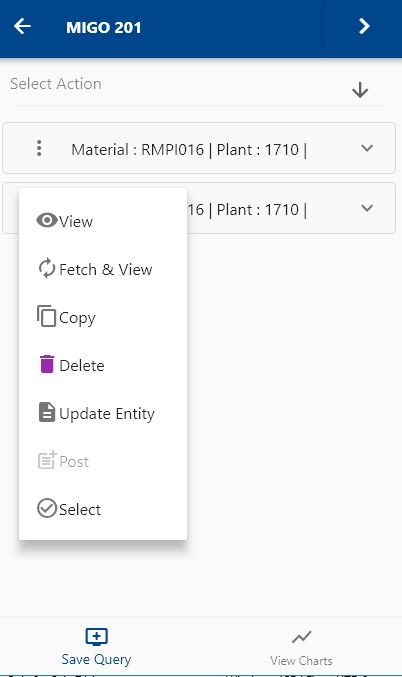 MIGO 201
Select Action
Material : RMPI016 | Plant : 1710 |
16 | Plant : 1710 |
View
Fetch & View
Copy
Delete
Update Entity
Post
Select
Save Query
View Charts